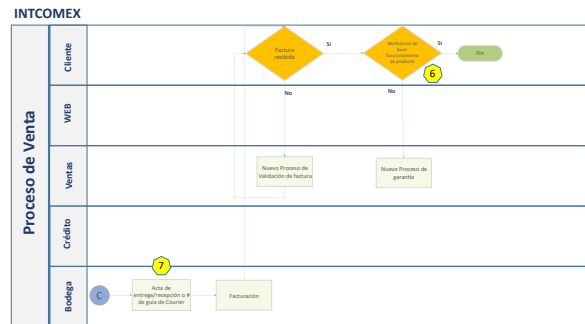 INTCOMEX
Proceso de Venta
Cliente
WEB
Ventas
Crédito
Bodega
Factura
recibida
Si
Verificación de
buen
funcionamiento
de producto
Si
Fin
6
No
No
Nuevo Proceso de
Validación de factura
Nuevo Proceso de
garantía
7
C
Acta de
entrega/recepción o #
de guía de Courier
Facturación